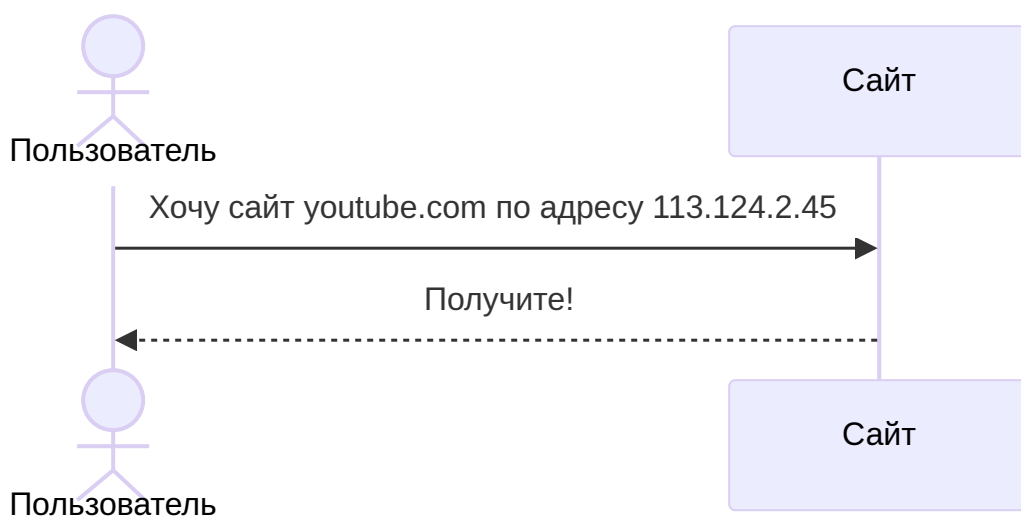 Сайт
Пользователь
Хочу сайт youtube.com по адресу 113.124.2.45
Получите!
Сайт
Пользователь